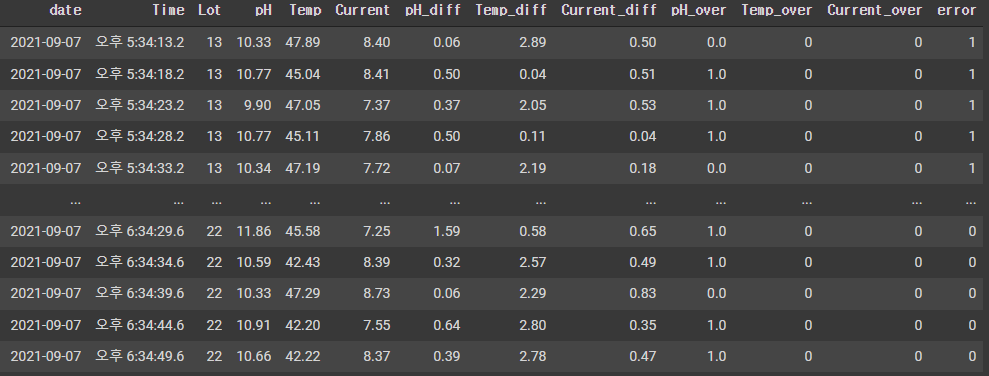 date Time Lot pH Temp Current pH_diff Temp_diff Current_diff pH_over Temp_over Current_over error
2021-09-07 오후 5:34:13.2 13 10.33 47.89 8.40 0.06 2.89 0.50 0.0 0 0 1
2021-09-07 오후 5:34:18.2 13 10.77 45.04 8.41 0.50 0.04 0.51 1.0 0 0 1
2021-09-07 오후 5:34:23.2 13 9.90 47.05 7.37 0.37 2.05 0.53 1.0 0 0 1
2021-09-07 오후 5:34:28.2 13 10.77 45.11 7.86 0.50 0.11 0.04 1.0 0 0 1
2021-09-07 오후 5:34:33.2 13 10.34 47.19 7.72 0.07 2.19 0.18 0.0 0 0 1
... ... ... ... ... ... ... ... ... ... ... ... ...
2021-09-07 오후 6:34:29.6 22 11.86 45.58 7.25 1.59 0.58 0.65 1.0 0 0 0
2021-09-07 오후 6:34:34.6 22 10.59 42.43 8.39 0.32 2.57 0.49 1.0 0 0 0
2021-09-07 오후 6:34:39.6 22 10.33 47.29 8.73 0.06 2.29 0.83 0.0 0 0 0
2021-09-07 오후 6:34:44.6 22 10.91 42.20 7.55 0.64 2.80 0.35 1.0 0 0 0
2021-09-07 오후 6:34:49.6 22 10.66 42.22 8.37 0.39 2.78 0.47 1.0 0 0 0